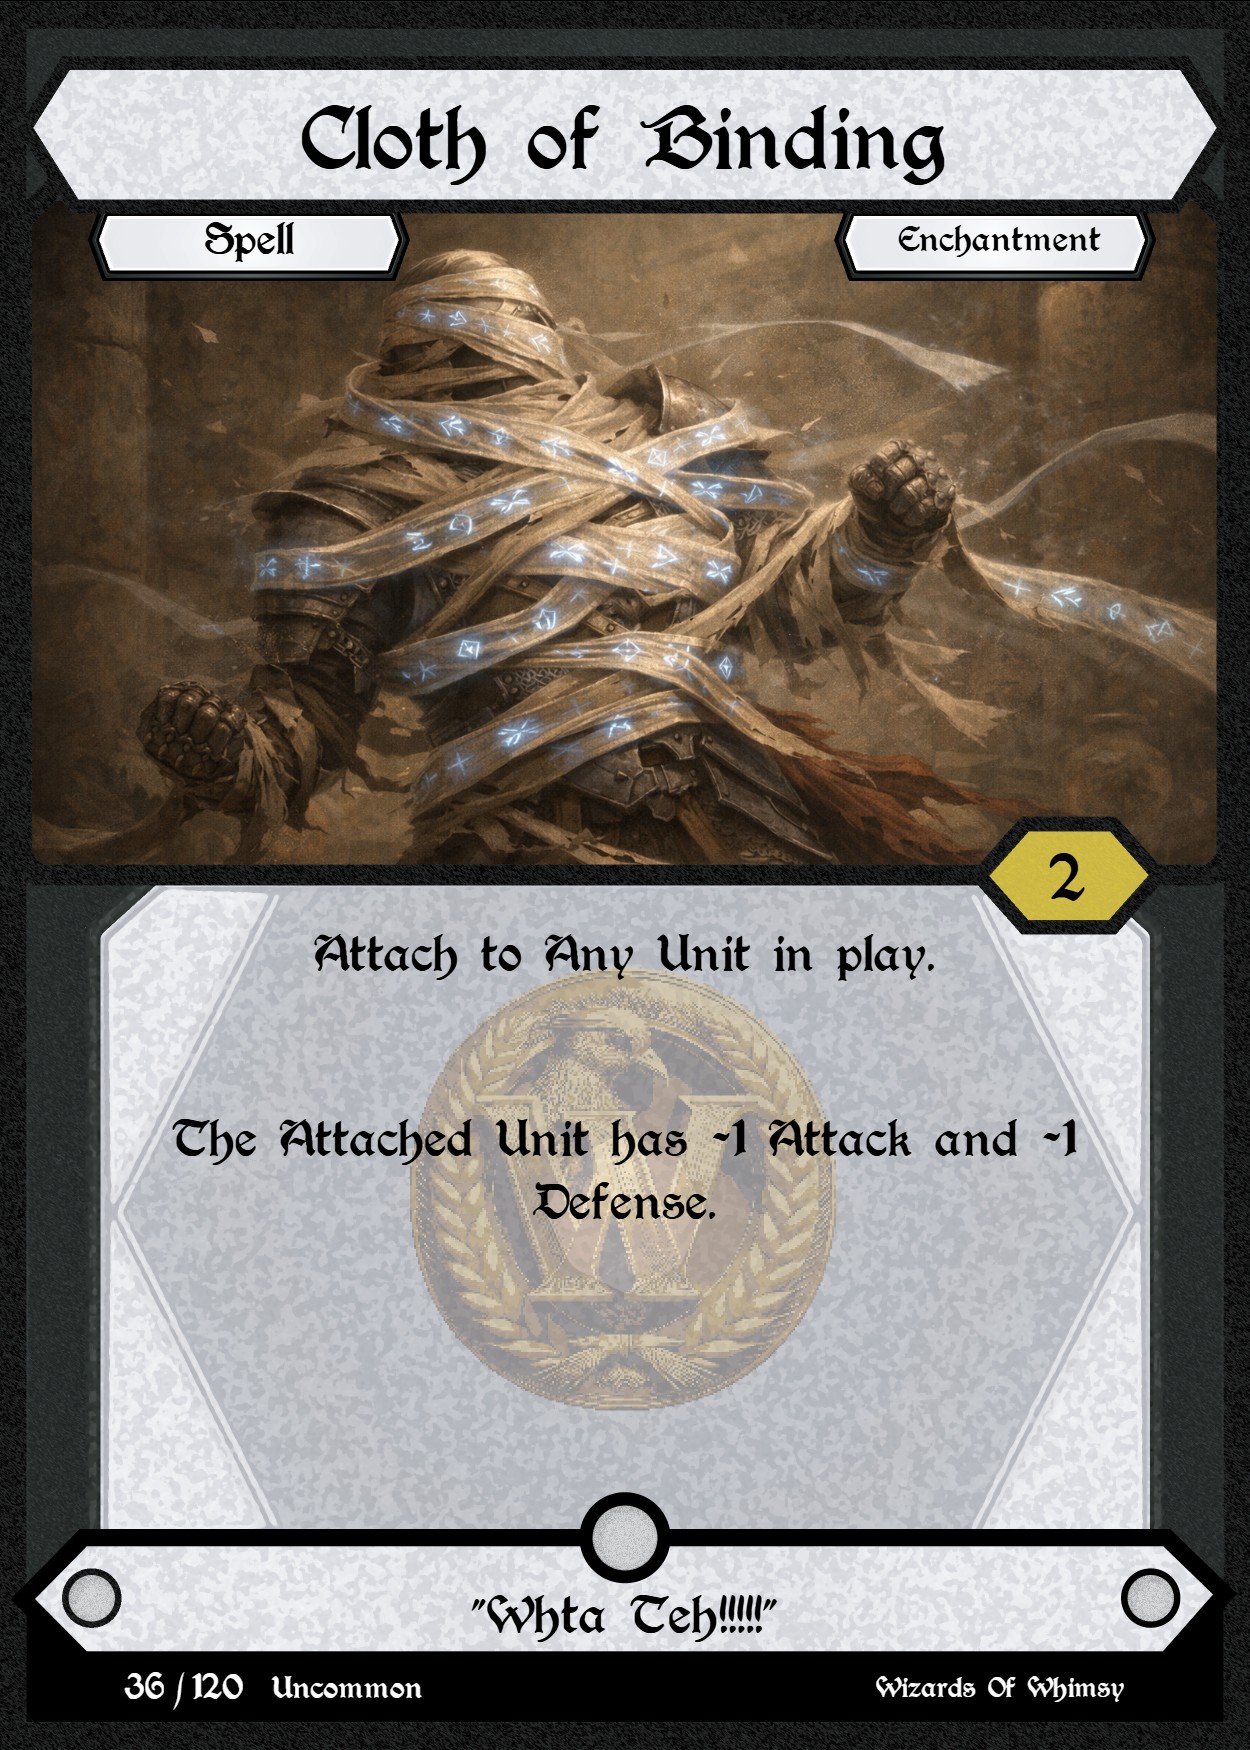 Cloth of Binding
Spell
Enchantment
2
Attach to Any Unit in play.
W
The Attached Unit has -1 Attack and -1
Defense.
"Whta Teh!!!!!"
36 / 120 Uncommon
Wizards Of Whimsy